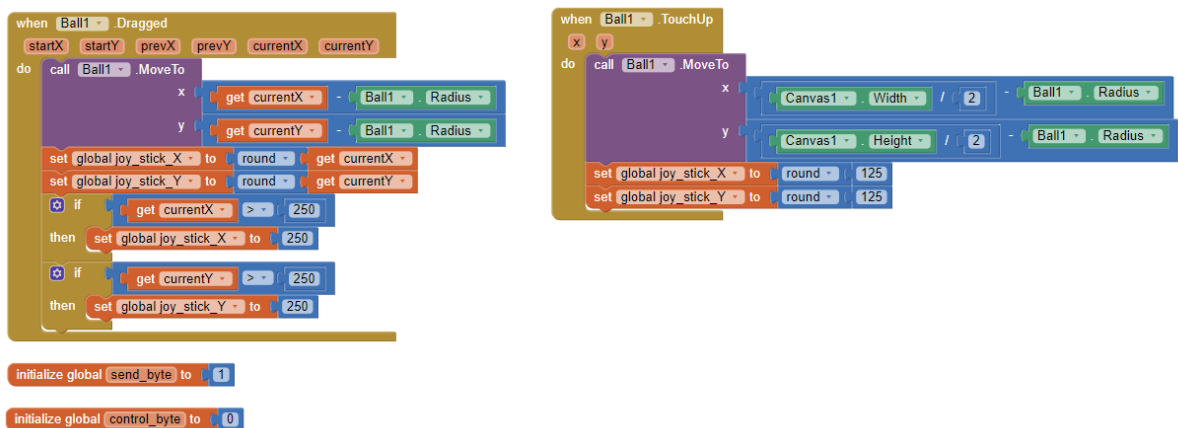 when Ball1 .Dragged
startX startY prevX prevY currentX currentY
do call Ball1 .MoveTo
x get currentX - Ball1 . Radius
y get currentY - Ball1 . Radius
set global joy_stick_X to round get currentX
set global joy_stick_Y to round get currentY
if get currentX > 250
then set global joy_stick_X to 250
if get currentY > 250
then set global joy_stick_Y to 250
initialize global send_byte to 1
initialize global control_byte to 0
when Ball1 .TouchUp
x y
do call Ball1 .MoveTo
x Canvas1 . Width / 2 - Ball1 . Radius
y Canvas1 . Height / 2 - Ball1 . Radius
set global joy_stick_X to round 125
set global joy_stick_Y to round 125